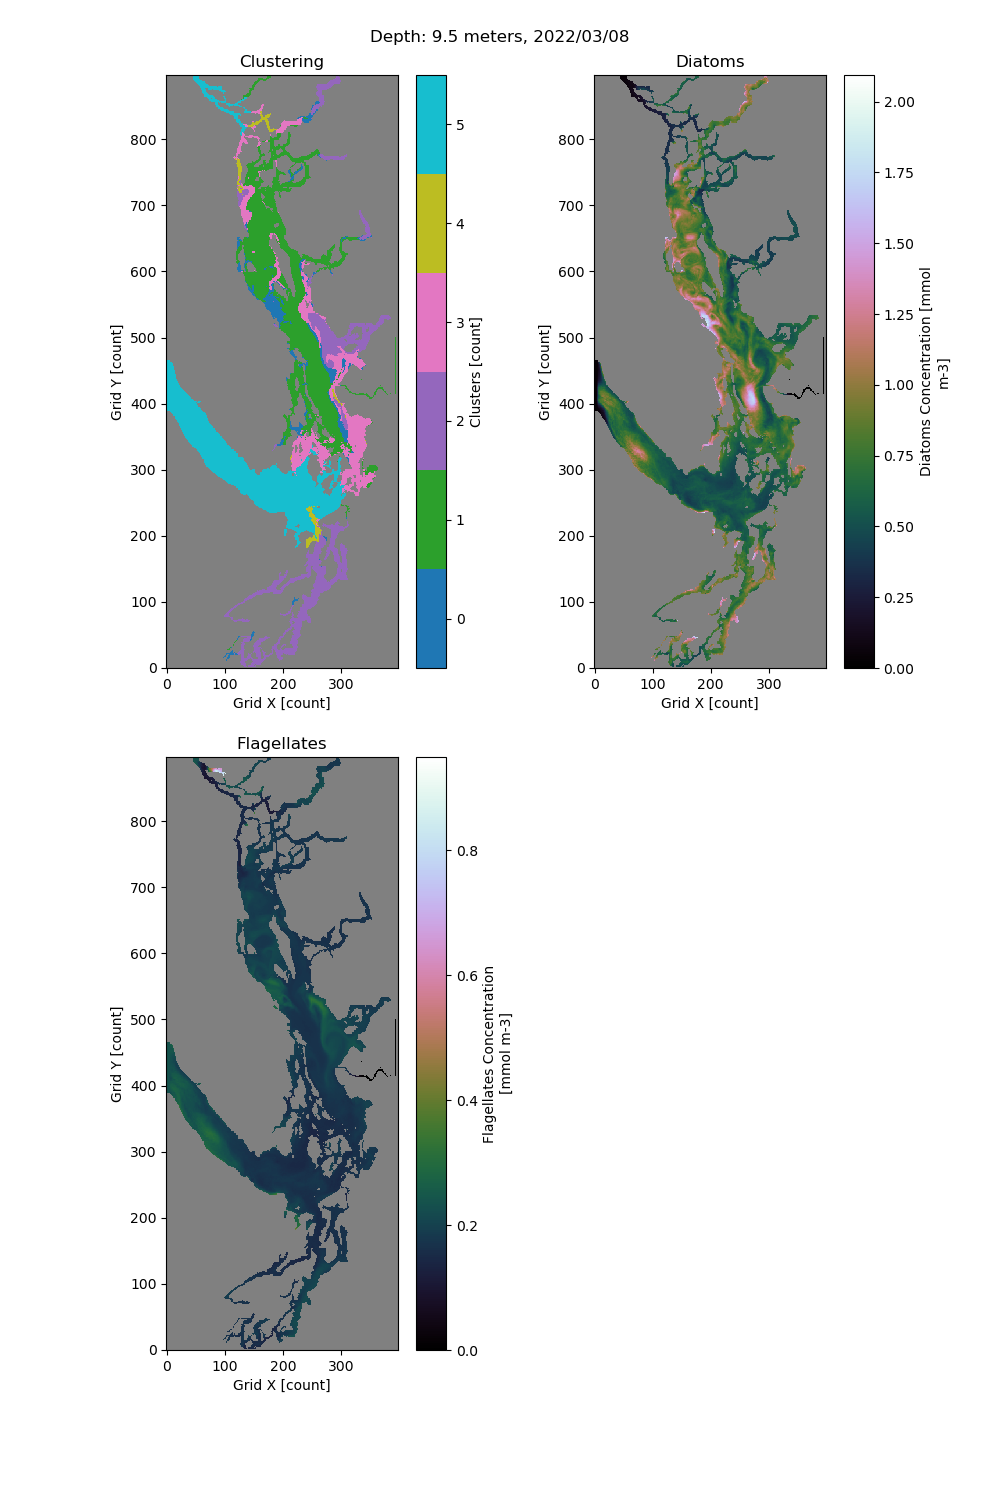 Depth: 9.5 meters, 2022/03/08
Clustering
800
700
600
500
400
300
200
100
0
0 100 200 300
Grid X [count]
Grid Y [count]
5
4
3
2
1
0
Clusters [count]
Diatoms
800
700
600
500
400
300
200
100
0
0 100 200 300
Grid X [count]
Grid Y [count]
2.00
1.75
1.50
1.25
1.00
0.75
0.50
0.25
0.00
Diatoms Concentration [mmol
m-3]
Flagellates
800
700
600
500
400
300
200
100
0
0 100 200 300
Grid X [count]
Grid Y [count]
0.8
0.6
0.4
0.2
0.0
Flagellates Concentration
[mmol m-3]